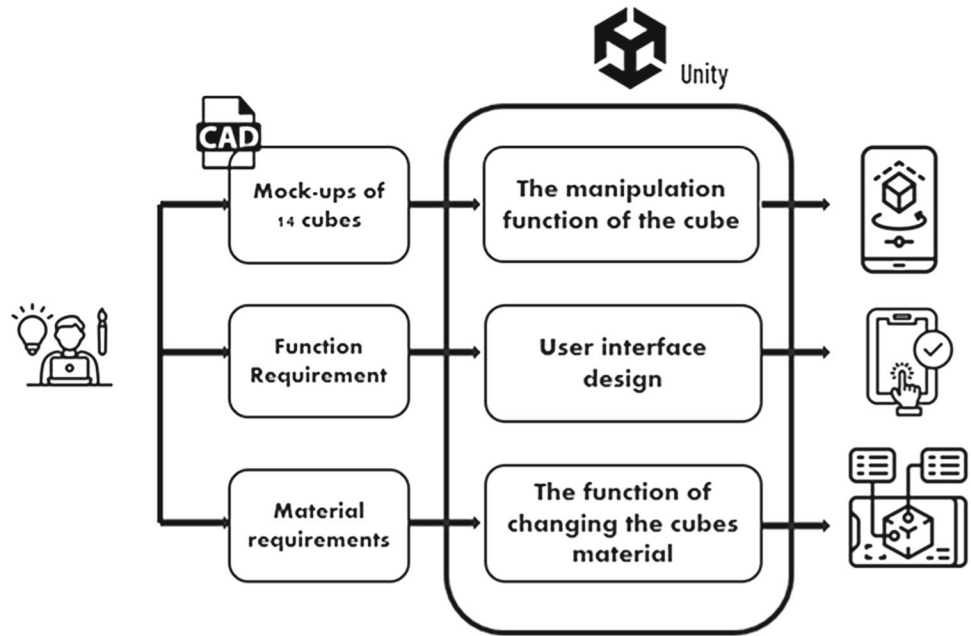 Unity
CAD
Mock-ups of
14 cubes
The manipulation
function of the cube
Function
Requirement
User interface
design
Material
requirements
The function of
changing the cubes
material